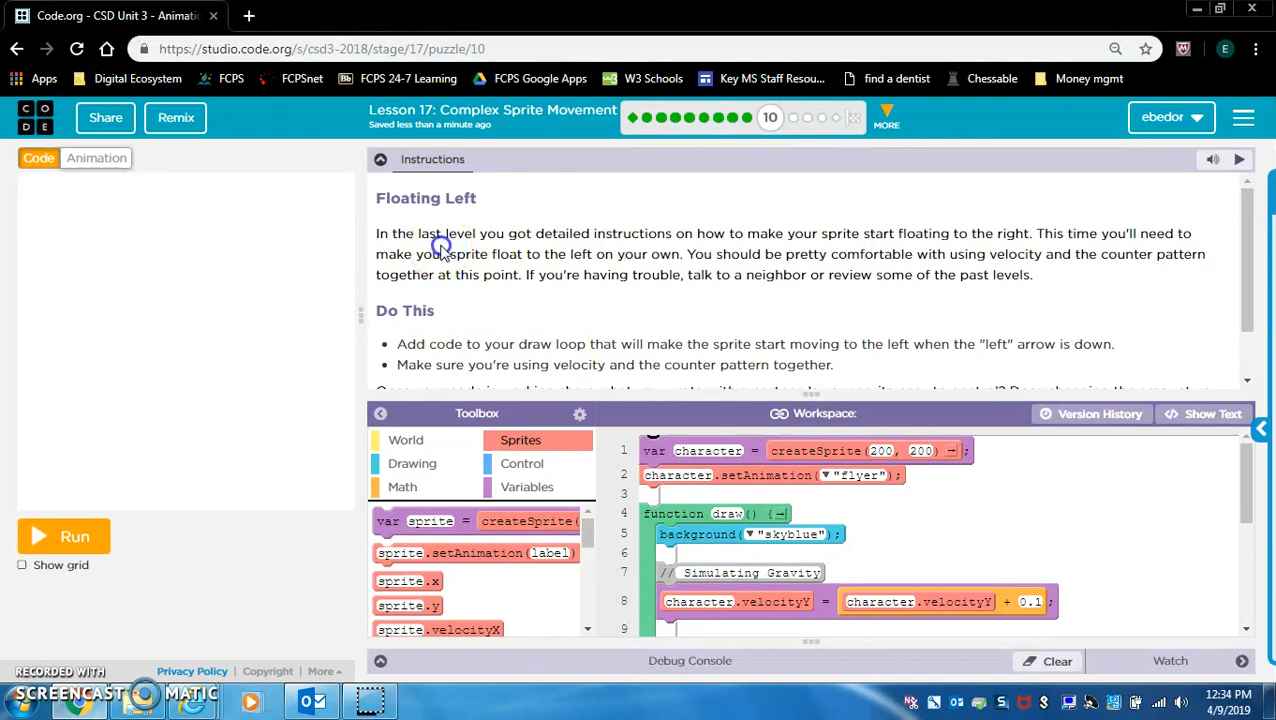 Code.org - CSD Unit 3 - Animatio
https://studio.code.org/s/csd3-2018/stage/17/puzzle/10
E
Apps Digital Ecosystem FCPS FCPSnet Bb FCPS 24-7 Learning FCPS Google Apps W3 Schools Key MS Staff Resou... find a dentist Chessable Money mgmt
C O D E
Share
Remix
Lesson 17: Complex Sprite Movement
Saved less than a minute ago
10
MORE
ebedor
Code Animation
Instructions
Floating Left
In the last level you got detailed instructions on how to make your sprite start floating to the right. This time you'll need to
make your sprite float to the left on your own. You should be pretty comfortable with using velocity and the counter pattern
together at this point. If you're having trouble, talk to a neighbor or review some of the past levels.
Do This
Add code to your draw loop that will make the sprite start moving to the left when the "left" arrow is down.
Make sure you're using velocity and the counter pattern together.
Toolbox
Workspace:
Version History
Show Text
World Sprites
Drawing Control
Math Variables
var sprite = createSprite(
sprite.setAnimation(label)
sprite.x
sprite.y
sprite.velocityX
1 var character = createSprite(200, 200);
2 character.setAnimation("flyer");
3
4 function draw() {
5 background("skyblue");
6
7 // Simulating Gravity
8 character.velocityY = character.velocityY + 0.1;
9
Run
Show grid
Debug Console
Clear
Watch
Privacy Policy | Copyright | More
RECORDED WITH
SCREENCAST MATIC
12:34 PM
4/9/2019